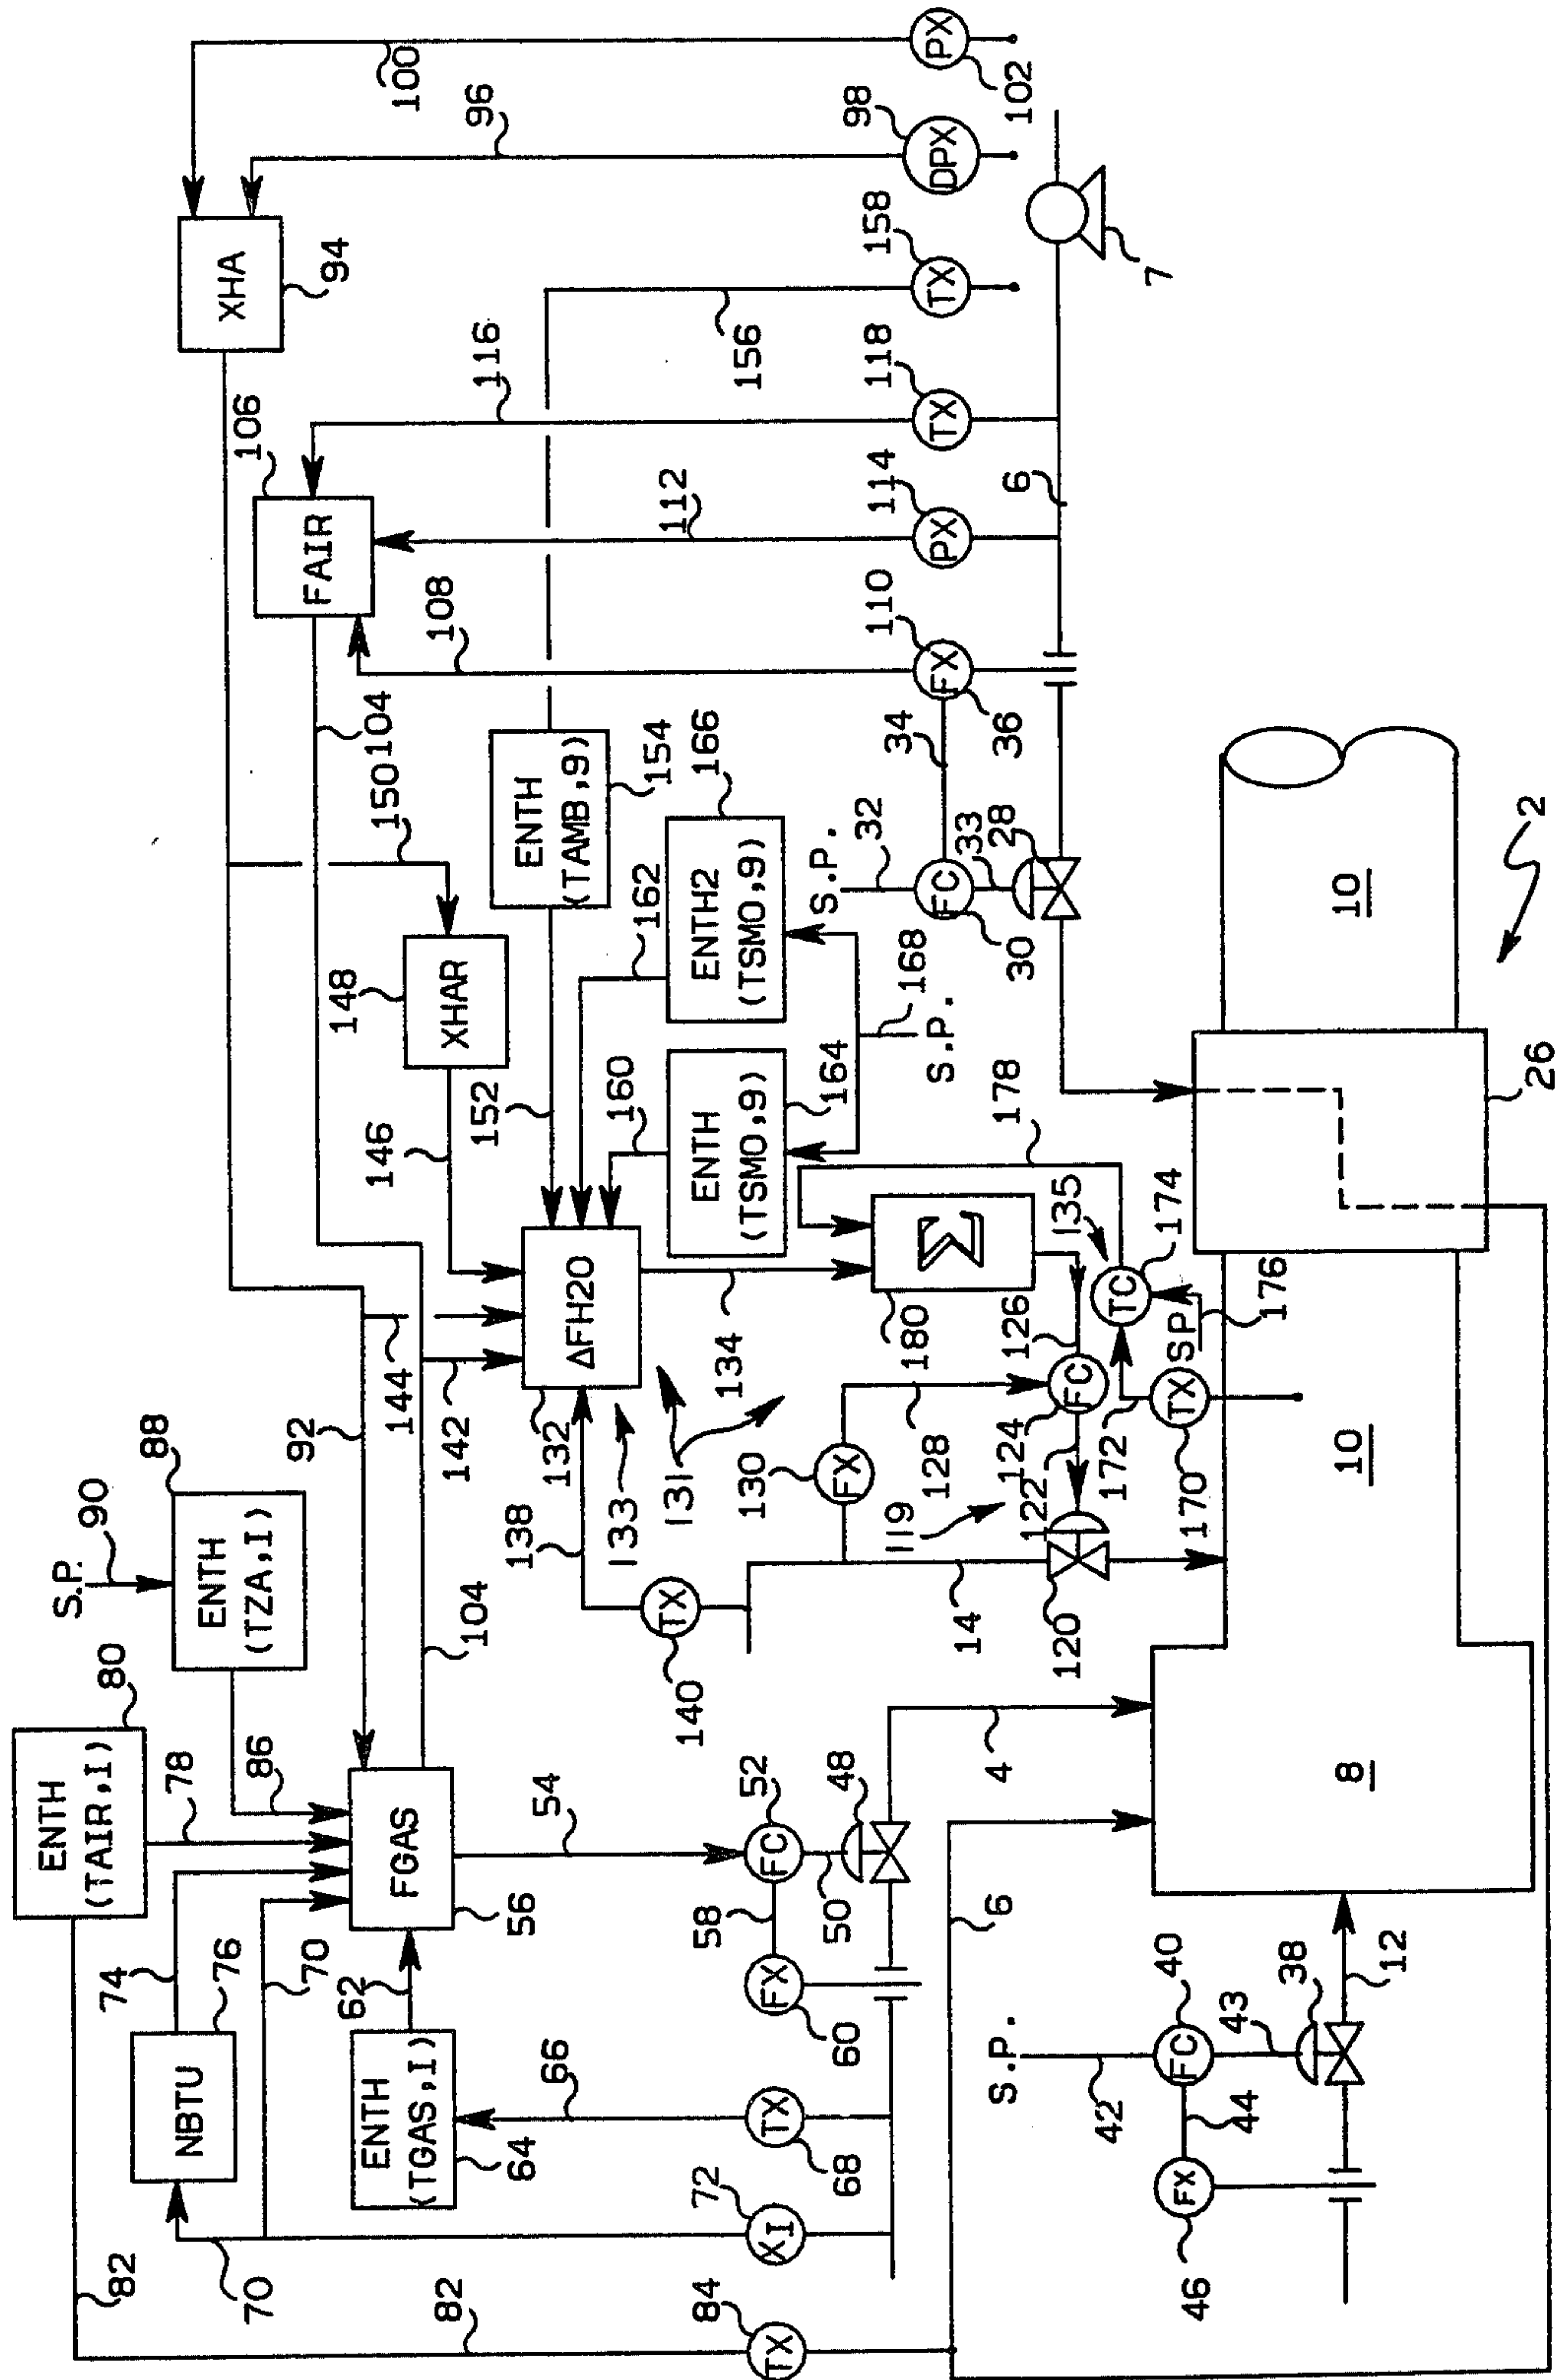 PX
100
102
96
98
DPX
XHA
94
158
TX
7
156
118
116
TX
106
FAIR
112
114
PX
6
108
110
FX
36
34
104
150
ENTH
(TAMB,9)
154
166
ENTH2
(TSMO,9)
162
S.P.
32
FC
30
33
28
10
2
148
XHAR
146
152
160
ENTH
(TSMO,9)
164
168
S.P.
178
26
92
144
142
ΔFH2O
132
133
131
134
Σ
180
126
135
TC
174
SP
176
FC
124
128
130
FX
122
119
172
TX
170
10
138
140
TX
14
120
S.P.
90
88
ENTH
(TZA,I)
80
ENTH
(TAIR,I)
78
86
104
FGAS
56
54
52
FC
48
50
58
FX
60
4
8
6
74
76
70
NBTU
62
ENTH
(TGAS,I)
64
66
TX
68
72
XI
70
82
82
84
TX
S.P.
42
40
FC
43
38
12
44
FX
46